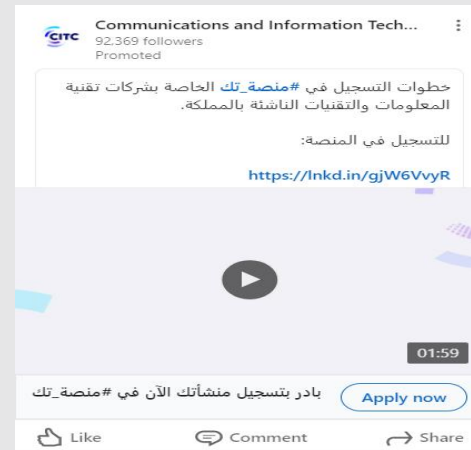 CITC
Communications and Information Tech...
92,369 followers
Promoted
خطوات التسجيل في #منصة_تك الخاصة بشركات تقنية
المعلومات والتقنيات الناشئة بالمملكة.
للتسجيل في المنصة:
https://lnkd.in/gjW6VvyR
01:59
بادر بتسجيل منشأتك الآن في #منصة_تك
Apply now
Like
Comment
Share